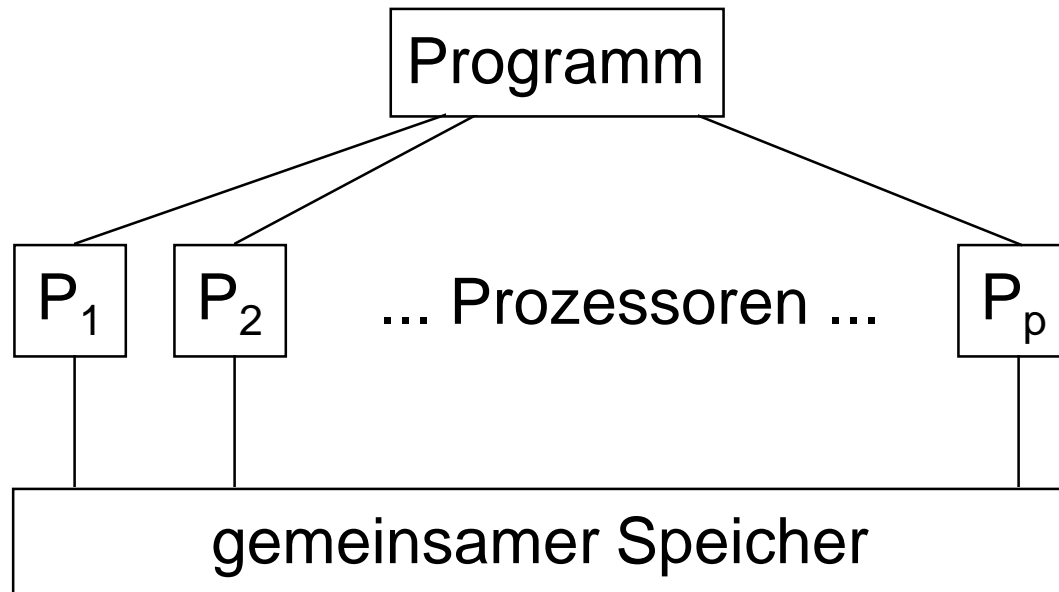 Programm
P₁ P₂ ... Prozessoren ... Pₚ
gemeinsamer Speicher